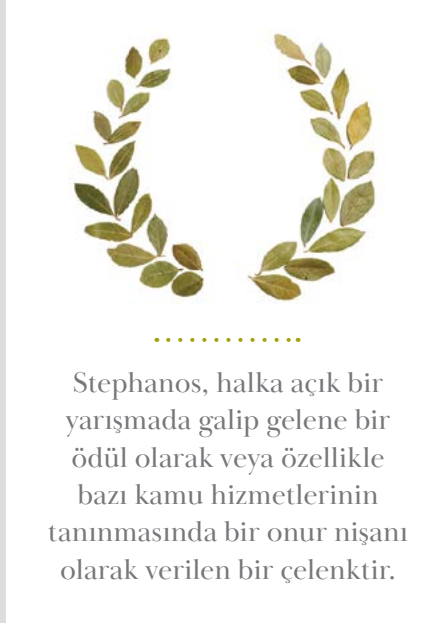 Stephanos, halka açık bir
yarışmada galip gelene bir
ödül olarak veya özellikle
bazı kamu hizmetlerinin
tanınmasında bir onur nişanı
olarak verilen bir çelenktir.